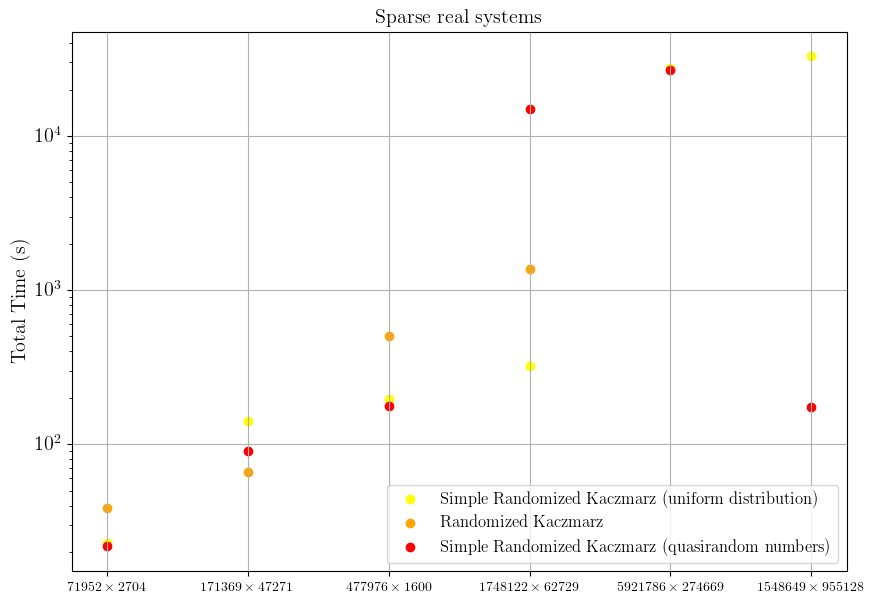 Sparse real systems
Total Time (s)
10^4
10^3
10^2
Simple Randomized Kaczmarz (uniform distribution)
Randomized Kaczmarz
Simple Randomized Kaczmarz (quasirandom numbers)
71952 × 2704
171369 × 47271
477976 × 1600
1748122 × 62729
5921786 × 274669
1548649 × 955128